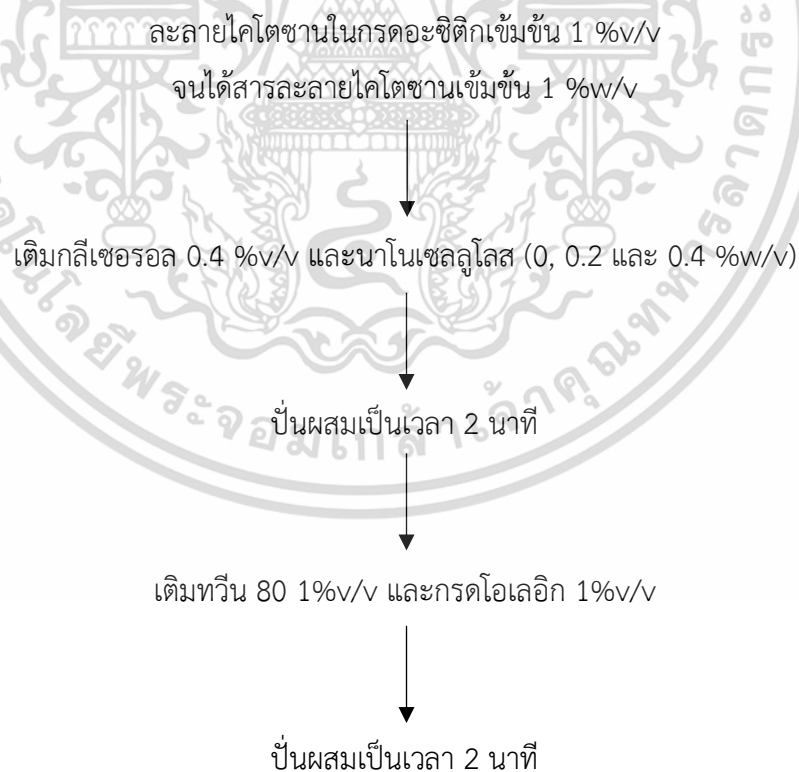 ละลายไคโตซานในกรดอะซิติกเข้มข้น 1 %v/v
จนได้สารละลายไคโตซานเข้มข้น 1 %w/v
เติมกลีเซอรอล 0.4 %v/v และนาโนเซลลูโลส (0, 0.2 และ 0.4 %w/v)
ปั่นผสมเป็นเวลา 2 นาที
เติมทวีน 80 1%v/v และกรดโอเลอิก 1%v/v
ปั่นผสมเป็นเวลา 2 นาที